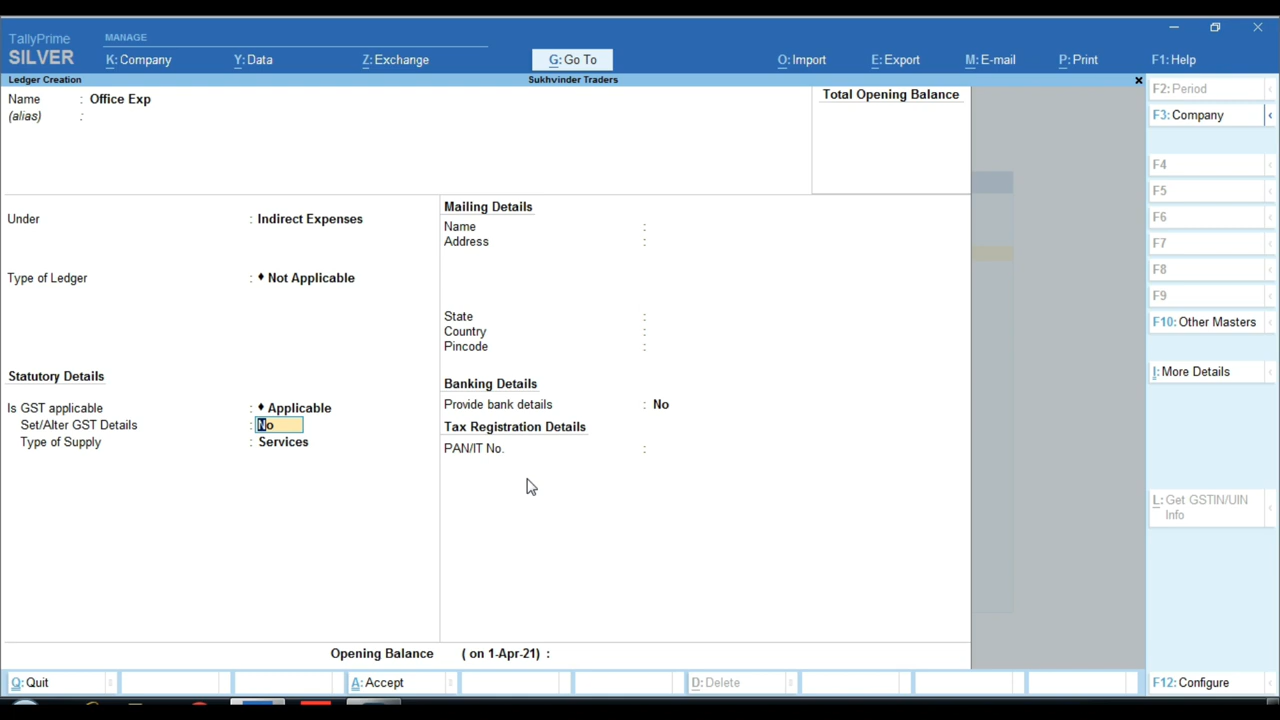 TallyPrime
SILVER
MANAGE
K: Company
Y: Data
Z: Exchange
G: Go To
O: Import
E: Export
M: E-mail
P: Print
F1: Help
Ledger Creation
Sukhvinder Traders
Name : Office Exp
(alias) :
Total Opening Balance
Under : Indirect Expenses
Type of Ledger : ♦ Not Applicable
Statutory Details
Is GST applicable : ♦ Applicable
Set/Alter GST Details : No
Type of Supply : Services
Mailing Details
Name :
Address :
State :
Country :
Pincode :
Banking Details
Provide bank details : No
Tax Registration Details
PAN/IT No. :
Opening Balance ( on 1-Apr-21) :
F2: Period
F3: Company
F4
F5
F6
F7
F8
F9
F10: Other Masters
I: More Details
L: Get GSTIN/UIN
Info
Q: Quit
A: Accept
D: Delete
F12: Configure